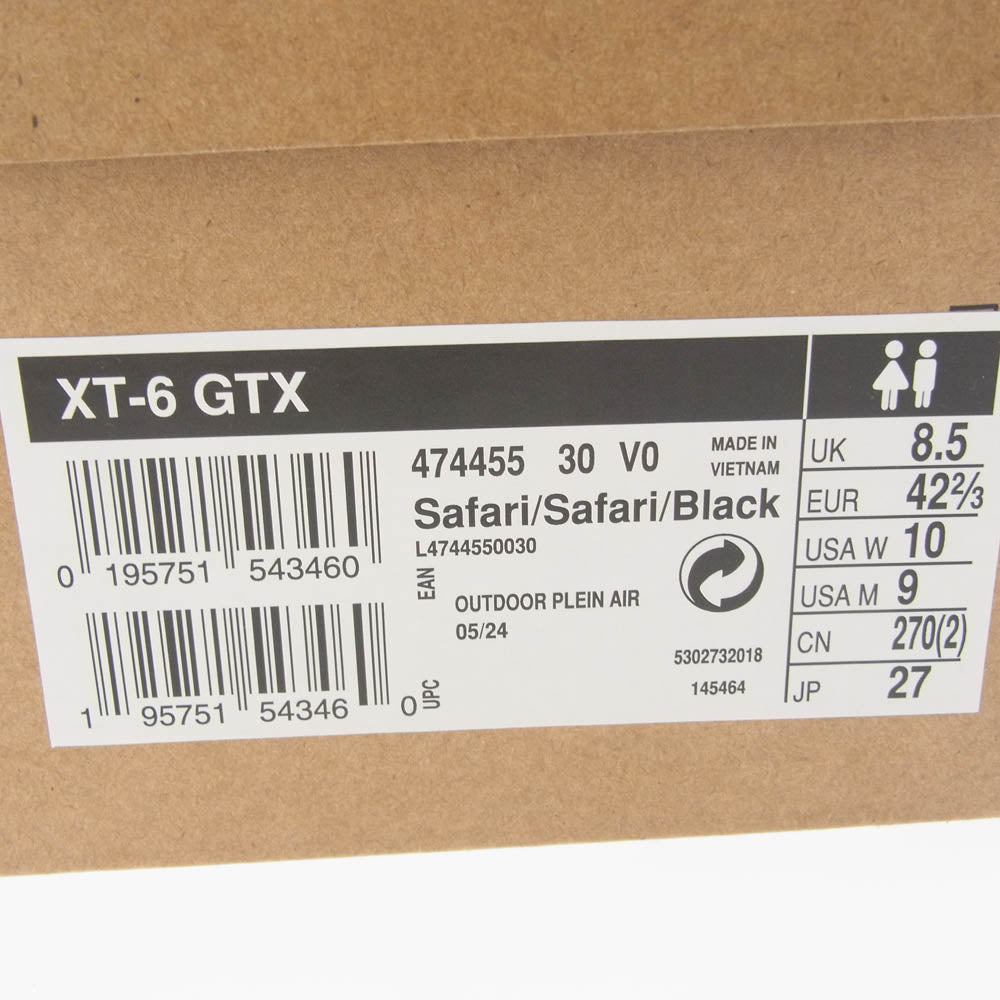 XT-6 GTX
474455 30 V0
MADE IN
VIETNAM
Safari/Safari/Black
L4744550030
EAN
0 195751 543460
OUTDOOR PLEIN AIR
05/24
5302732018
145464
UPC
1 95751 54346 0
UK 8.5
EUR 42⅔
USA W 10
USA M 9
CN 270(2)
JP 27